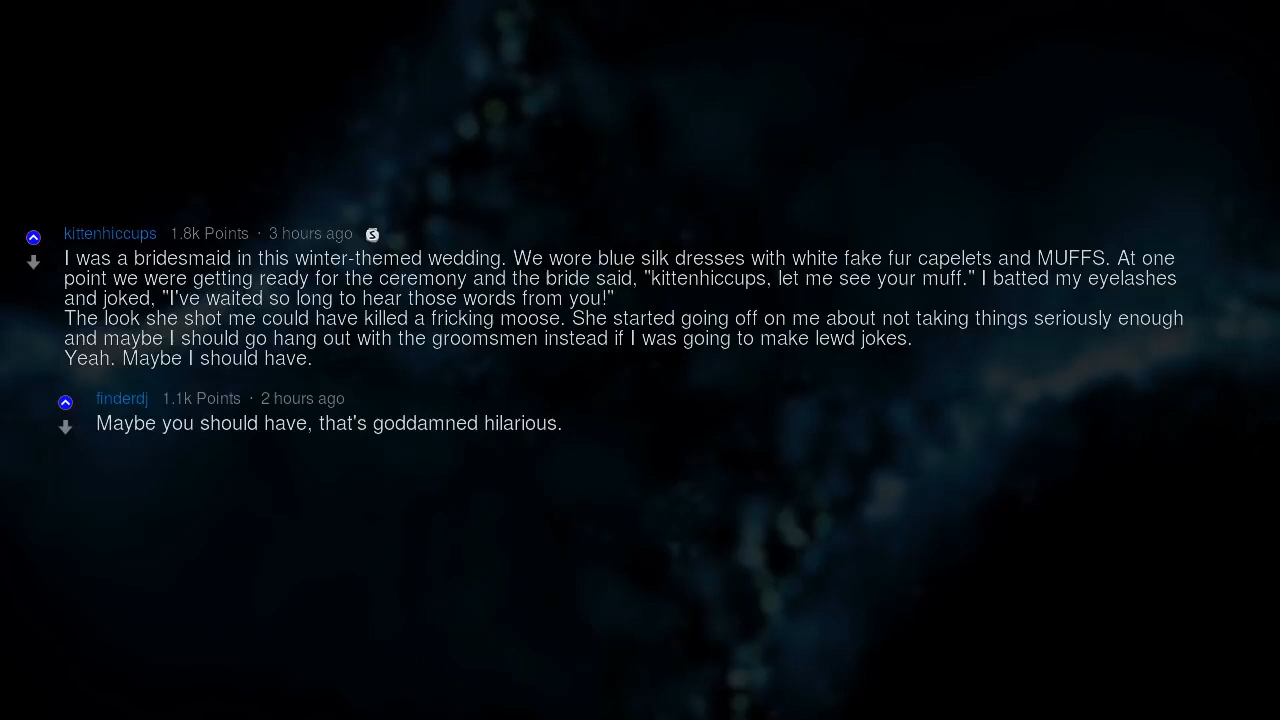 kittenhiccups 1.8k Points · 3 hours ago S
I was a bridesmaid in this winter-themed wedding. We wore blue silk dresses with white fake fur capelets and MUFFS. At one
point we were getting ready for the ceremony and the bride said, "kittenhiccups, let me see your muff." I batted my eyelashes
and joked, "I've waited so long to hear those words from you!"
The look she shot me could have killed a fricking moose. She started going off on me about not taking things seriously enough
and maybe I should go hang out with the groomsmen instead if I was going to make lewd jokes.
Yeah. Maybe I should have.
finderdj 1.1k Points · 2 hours ago
Maybe you should have, that's goddamned hilarious.